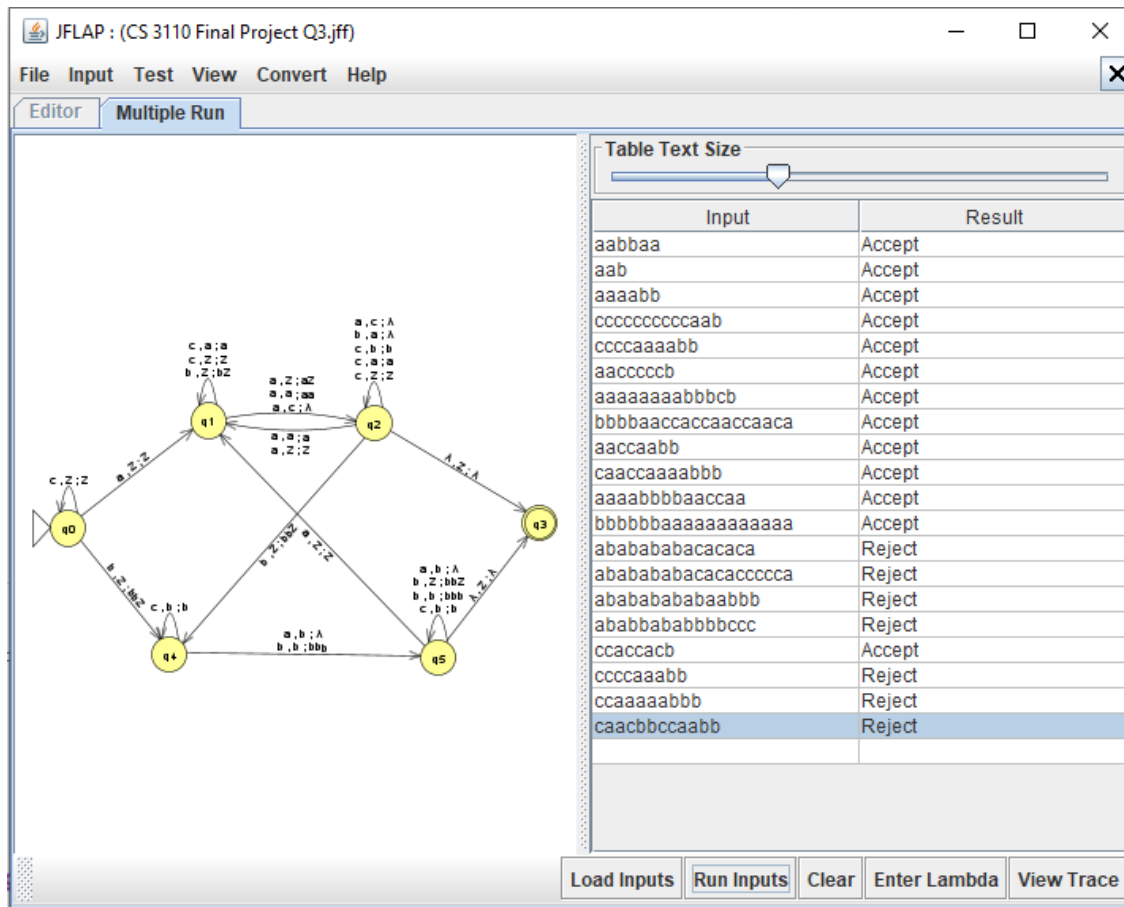 JFLAP : (CS 3110 Final Project Q3.jff)
File Input Test View Convert Help
Editor Multiple Run
Table Text Size
Input Result
aabbaa Accept
aab Accept
aaaabb Accept
ccccccccccaab Accept
ccccaaaabb Accept
aacccccb Accept
aaaaaaaabbbcb Accept
bbbbaaccaccaaccaaca Accept
aaccaabb Accept
caaccaaaabbb Accept
aaaabbbbaaccaa Accept
bbbbbbaaaaaaaaaaaa Accept
ababababacacaca Reject
ababababacacaccccca Reject
ababababababaabbb Reject
ababbababbbbccc Reject
ccaccacb Accept
ccccaaabb Reject
ccaaaaabbb Reject
caacbbccaabb Reject
c,a;a
c,Z;Z
b,Z;bZ
q1
a,Z;aZ
a,a;aa
a,c;λ
a,a;a
a,Z;Z
a,c;λ
b,a;λ
c,b;b
c,a;a
c,Z;Z
q2
c,Z;Z
q0
a,Z;Z
λ,Z;λ
q3
b,Z;bbZ
a,Z;Z
b,Z;bbZ
c,b;b
q4
a,b;λ
b,b;bbb
a,b;λ
b,Z;bbZ
b,b;bbb
c,b;b
q5
λ,Z;λ
Load Inputs Run Inputs Clear Enter Lambda View Trace